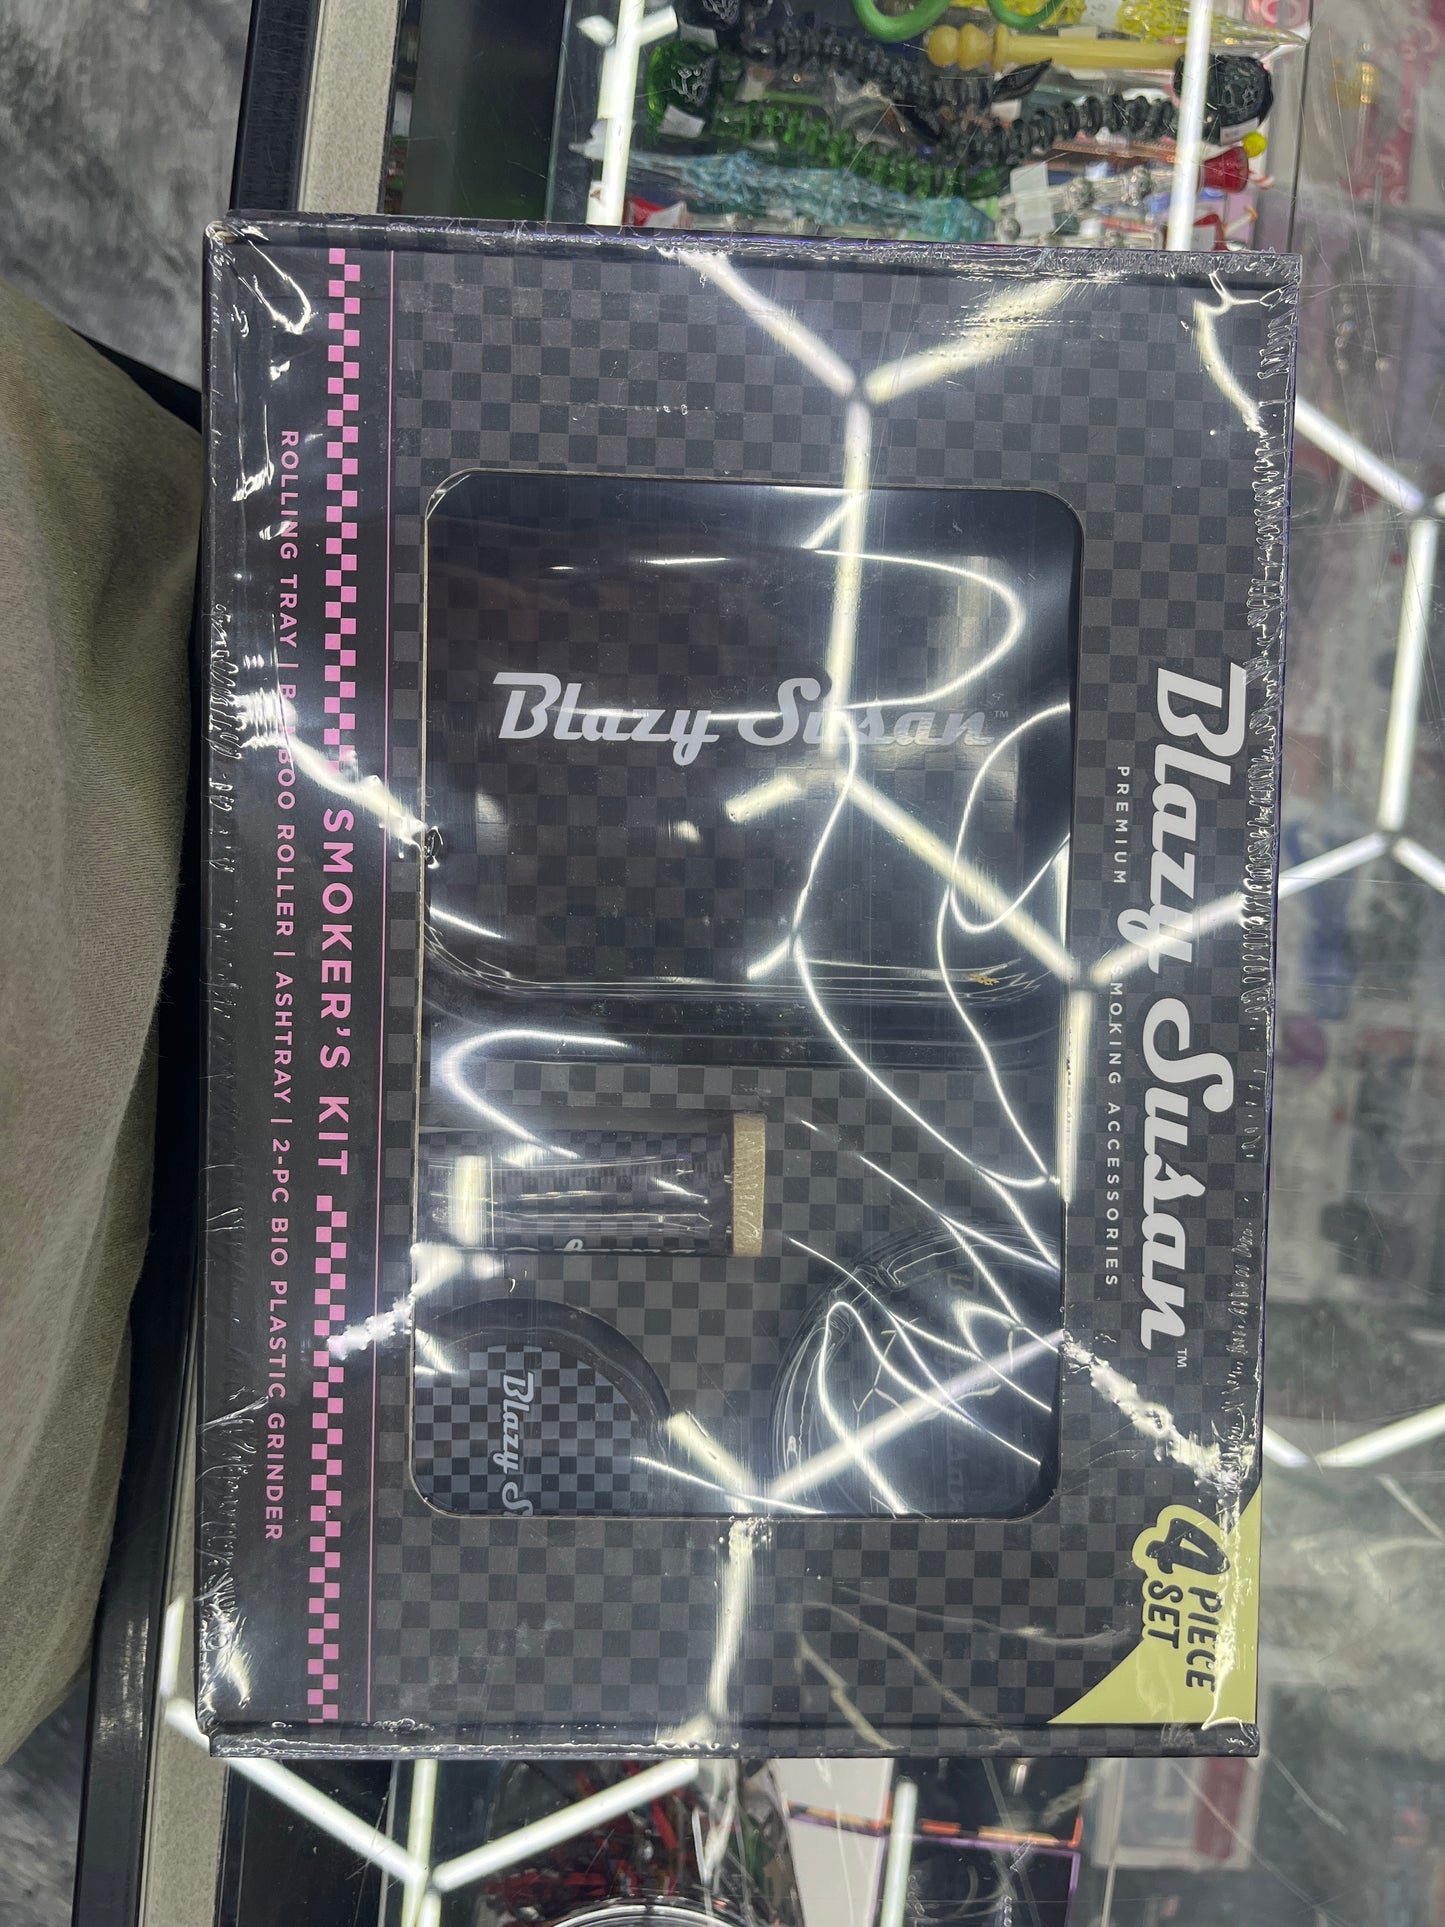 Blazy Susan™
PREMIUM SMOKING ACCESSORIES
4 PIECE
SET
Blazy Susan™
Blazy S
SMOKER'S KIT
ROLLING TRAY | BAMBOO ROLLER | ASHTRAY | 2-PC BIO PLASTIC GRINDER